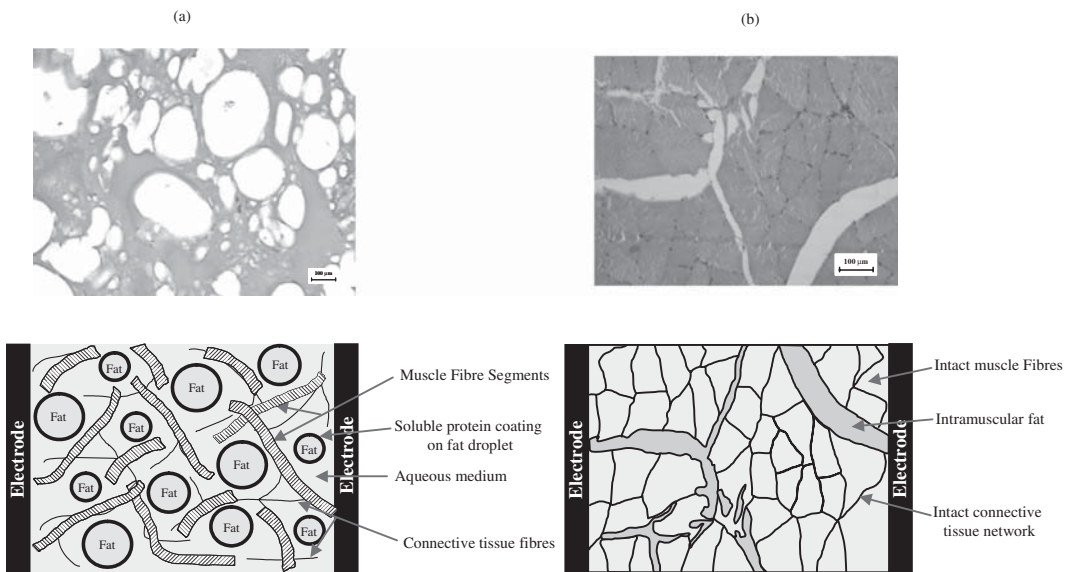 (a)
(b)
100 µm
100 µm
Electrode
Fat
Fat
Fat
Fat
Fat
Fat
Fat
Fat
Fat
Fat
Fat
Fat
Electrode
Muscle Fibre Segments
Soluble protein coating
on fat droplet
Aqueous medium
Connective tissue fibres
Electrode
Electrode
Intact muscle Fibres
Intramuscular fat
Intact connective
tissue network